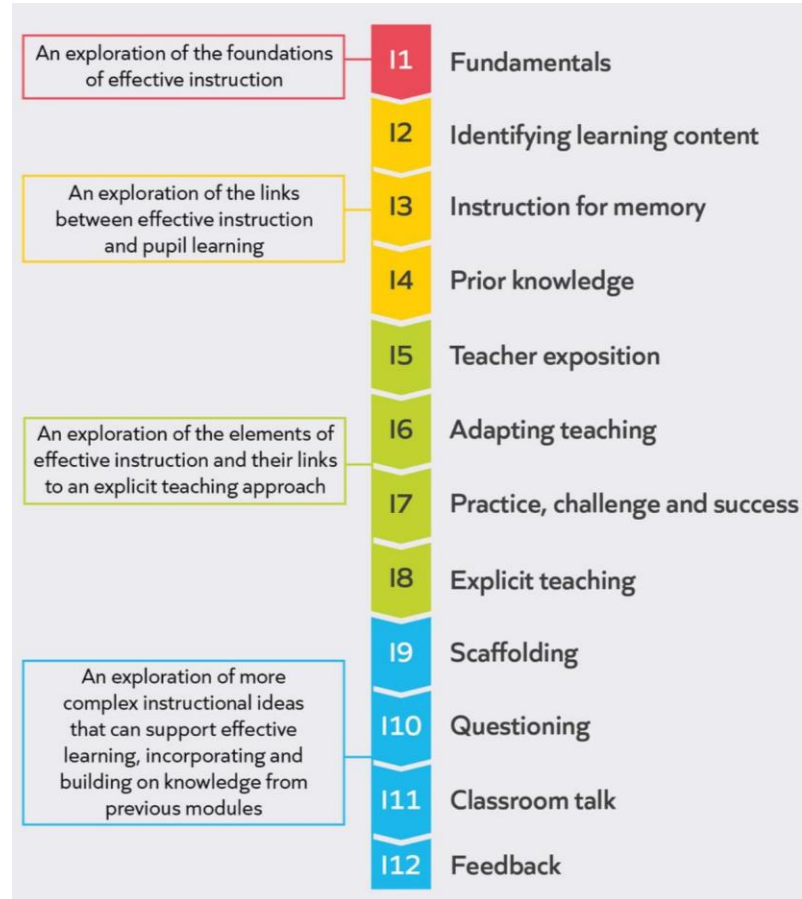 An exploration of the foundations
of effective instruction
I1
Fundamentals
I2
Identifying learning content
An exploration of the links
between effective instruction
and pupil learning
I3
Instruction for memory
I4
Prior knowledge
I5
Teacher exposition
An exploration of the elements of
effective instruction and their links
to an explicit teaching approach
I6
Adapting teaching
I7
Practice, challenge and success
I8
Explicit teaching
I9
Scaffolding
An exploration of more
complex instructional ideas
that can support effective
learning, incorporating and
building on knowledge from
previous modules
I10
Questioning
I11
Classroom talk
I12
Feedback